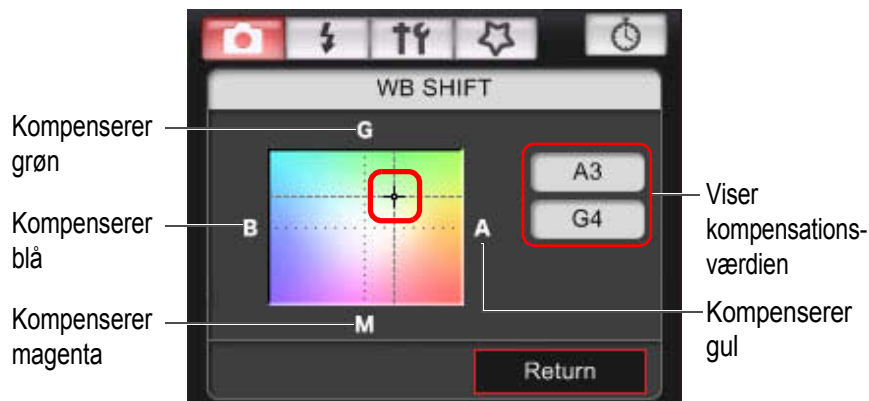 WB SHIFT
Kompenserer
grøn
G
A3
Viser
kompensations-
værdien
Kompenserer
blå
B
A
G4
Kompenserer
magenta
M
Kompenserer
gul
Return